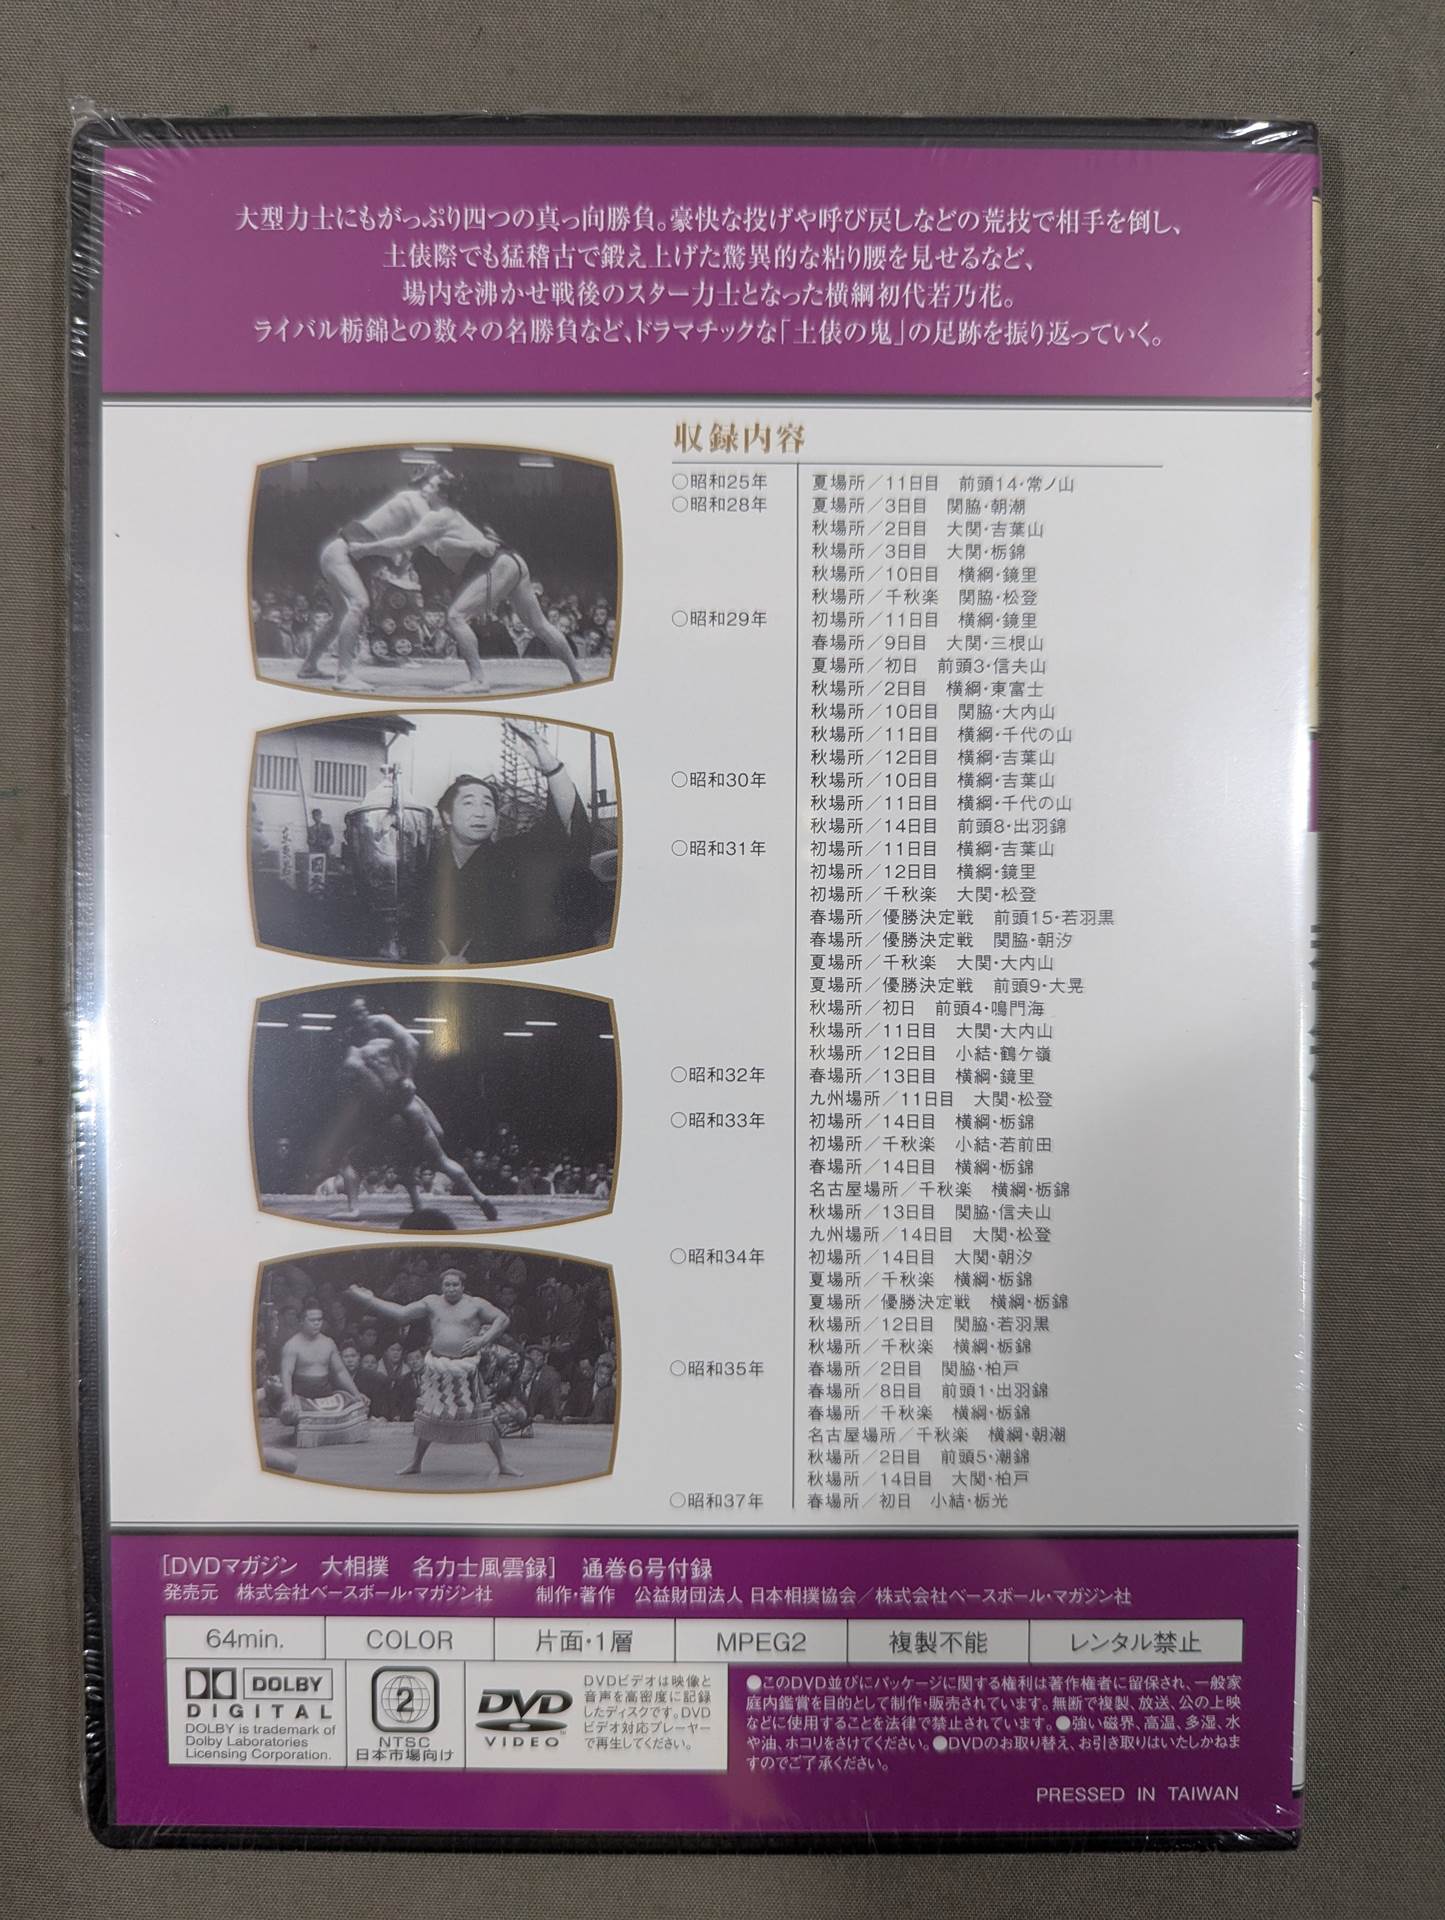 大型力士にもがっぷり四つの真っ向勝負。豪快な投げや呼び戻しなどの荒技で相手を倒し、
土俵際でも猛稽古で鍛え上げた驚異的な粘り腰を見せるなど、
場内を沸かせ戦後のスター力士となった横綱初代若乃花。
ライバル栃錦との数々の名勝負など、ドラマチックな「土俵の鬼」の足跡を振り返っていく。
収録内容
○昭和25年 夏場所／11日目 前頭14・常ノ山
○昭和28年 夏場所／3日目 関脇・朝潮
秋場所／2日目 大関・吉葉山
秋場所／3日目 大関・栃錦
秋場所／10日目 横綱・鏡里
秋場所／千秋楽 関脇・松登
○昭和29年 初場所／11日目 横綱・鏡里
春場所／9日目 大関・三根山
夏場所／初日 前頭3・信夫山
秋場所／2日目 横綱・東富士
秋場所／10日目 関脇・大内山
秋場所／11日目 横綱・千代の山
秋場所／12日目 横綱・吉葉山
○昭和30年 秋場所／10日目 横綱・吉葉山
秋場所／11日目 横綱・千代の山
秋場所／14日目 前頭8・出羽錦
○昭和31年 初場所／11日目 横綱・吉葉山
初場所／12日目 横綱・鏡里
初場所／千秋楽 大関・松登
春場所／優勝決定戦 前頭15・若羽黒
春場所／優勝決定戦 関脇・朝汐
夏場所／千秋楽 大関・大内山
夏場所／優勝決定戦 前頭9・大晃
秋場所／初日 前頭4・鳴門海
秋場所／11日目 大関・大内山
秋場所／12日目 小結・鶴ケ嶺
○昭和32年 春場所／13日目 横綱・鏡里
九州場所／11日目 大関・松登
○昭和33年 初場所／14日目 横綱・栃錦
初場所／千秋楽 小結・若前田
春場所／14日目 横綱・栃錦
名古屋場所／千秋楽 横綱・栃錦
秋場所／13日目 関脇・信夫山
九州場所／14日目 大関・松登
○昭和34年 初場所／14日目 大関・朝汐
夏場所／千秋楽 横綱・栃錦
夏場所／優勝決定戦 横綱・栃錦
秋場所／12日目 関脇・若羽黒
秋場所／千秋楽 横綱・栃錦
○昭和35年 春場所／2日目 関脇・柏戸
春場所／8日目 前頭1・出羽錦
春場所／千秋楽 横綱・栃錦
名古屋場所／千秋楽 横綱・朝潮
秋場所／2日目 前頭5・潮錦
秋場所／14日目 大関・柏戸
○昭和37年 春場所／初日 小結・栃光
［DVDマガジン 大相撲 名力士風雲録］ 通巻6号付録
発売元 株式会社ベースボール・マガジン社 制作・著作 公益財団法人 日本相撲協会／株式会社ベースボール・マガジン社
64min. COLOR 片面・1層 MPEG2 複製不能 レンタル禁止
DOLBY
DIGITAL
DOLBY is trademark of
Dolby Laboratories
Licensing Corporation.
2
NTSC
日本市場向け
DVD
VIDEO
DVDビデオは映像と
音声を高密度に記録
したディスクです。DVD
ビデオ対応プレーヤー
で再生してください。
●このDVD並びにパッケージに関する権利は著作権者に留保され、一般家
庭内鑑賞を目的として制作・販売されています。無断で複製、放送、公の上映
などに使用することを法律で禁止されています。●強い磁界、高温、多湿、水
や油、ホコリをさけてください。●DVDのお取り替え、お引き取りはいたしかねま
すのでご了承ください。
PRESSED IN TAIWAN